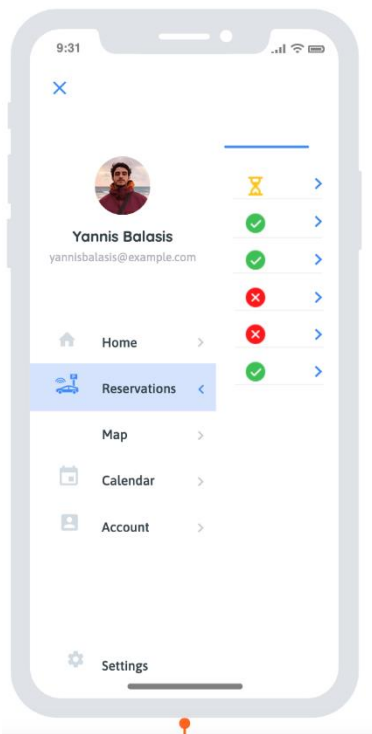 9:31
Yannis Balasis
yannisbalasis@example.com
Home
Reservations
Map
Calendar
Account
Settings